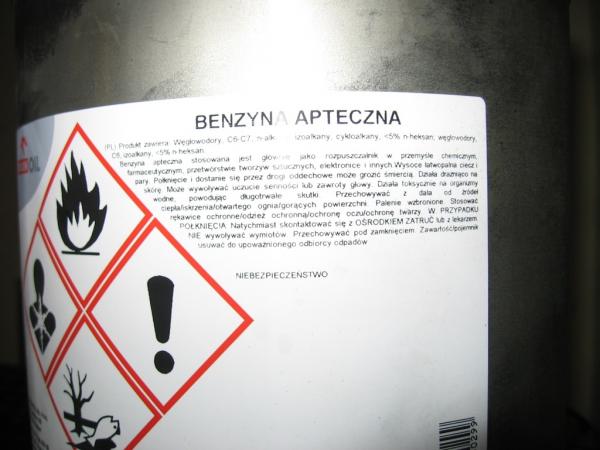 BENZYNA APTECZNA
OIL
(PL) Produkt zawiera: Węglowodory, C6-C7, n-alk izoalkany, cykloalkany, <5% n-heksan; węglowodory,
C6, izoalkany, <5% n-heksan.
Benzyna apteczna stosowana jest głównie jako rozpuszczalnik w przemyśle chemicznym,
farmaceutycznym, przetwórstwie tworzyw sztucznych, elektronice i innych.Wysoce łatwopalna ciecz i
pary. Połknięcie i dostanie się przez drogi oddechowe może grozić śmiercią. Działa drażniąco na
skórę. Może wywoływać uczucie senności lub zawroty głowy. Działa toksycznie na organizmy
wodne, powodując długotrwałe skutki. Przechowywać z dala od źródeł
ciepła/iskrzenia/otwartego ognia/gorących powierzchni. Palenie wzbronione. Stosować
rękawice ochronne/odzież ochronną/ochronę oczu/ochronę twarzy. W PRZYPADKU
POŁKNIĘCIA: Natychmiast skontaktować się z OŚRODKIEM ZATRUĆ lub z lekarzem.
NIE wywoływać wymiotów. Przechowywać pod zamknięciem. Zawartość/pojemnik
usuwać do upoważnionego odbiorcy odpadów
NIEBEZPIECZEŃSTWO
00299